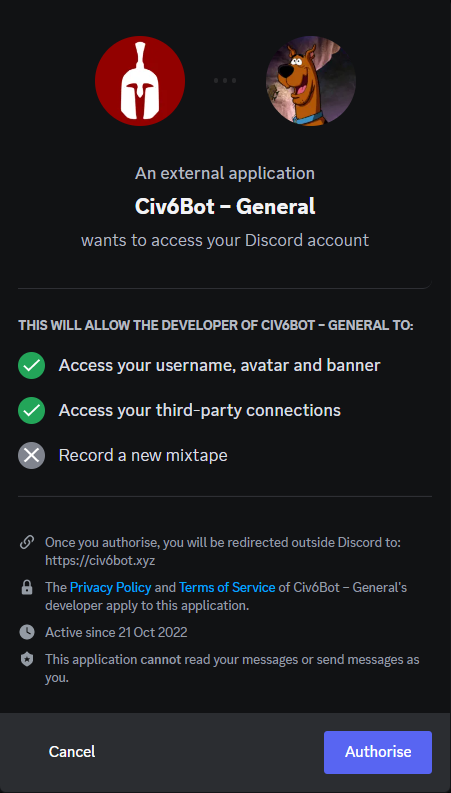 An external application
Civ6Bot – General
wants to access your Discord account
THIS WILL ALLOW THE DEVELOPER OF CIV6BOT – GENERAL TO:
Access your username, avatar and banner
Access your third-party connections
Record a new mixtape
Once you authorise, you will be redirected outside Discord to:
https://civ6bot.xyz
The Privacy Policy and Terms of Service of Civ6Bot – General's
developer apply to this application.
Active since 21 Oct 2022
This application cannot read your messages or send messages as
you.
Cancel
Authorise